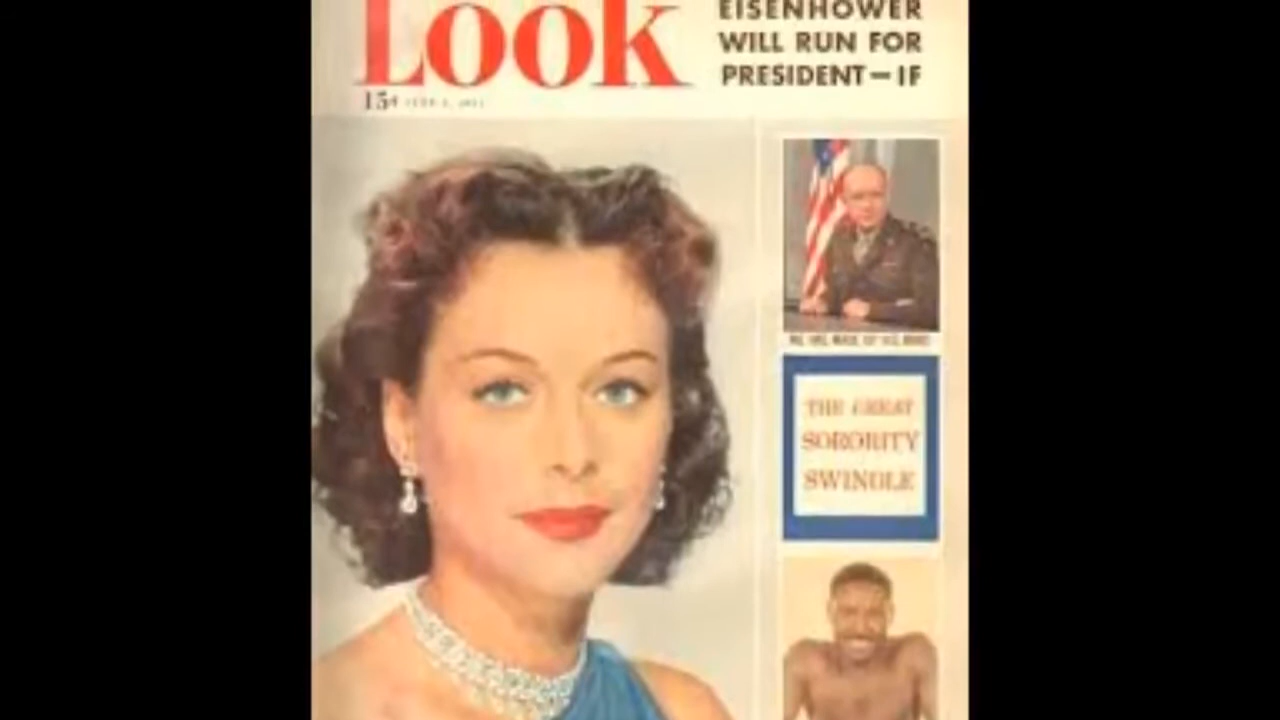 Look
EISENHOWER
WILL RUN FOR
PRESIDENT—IF
15¢
THE GREAT
SORORITY
SWINDLE